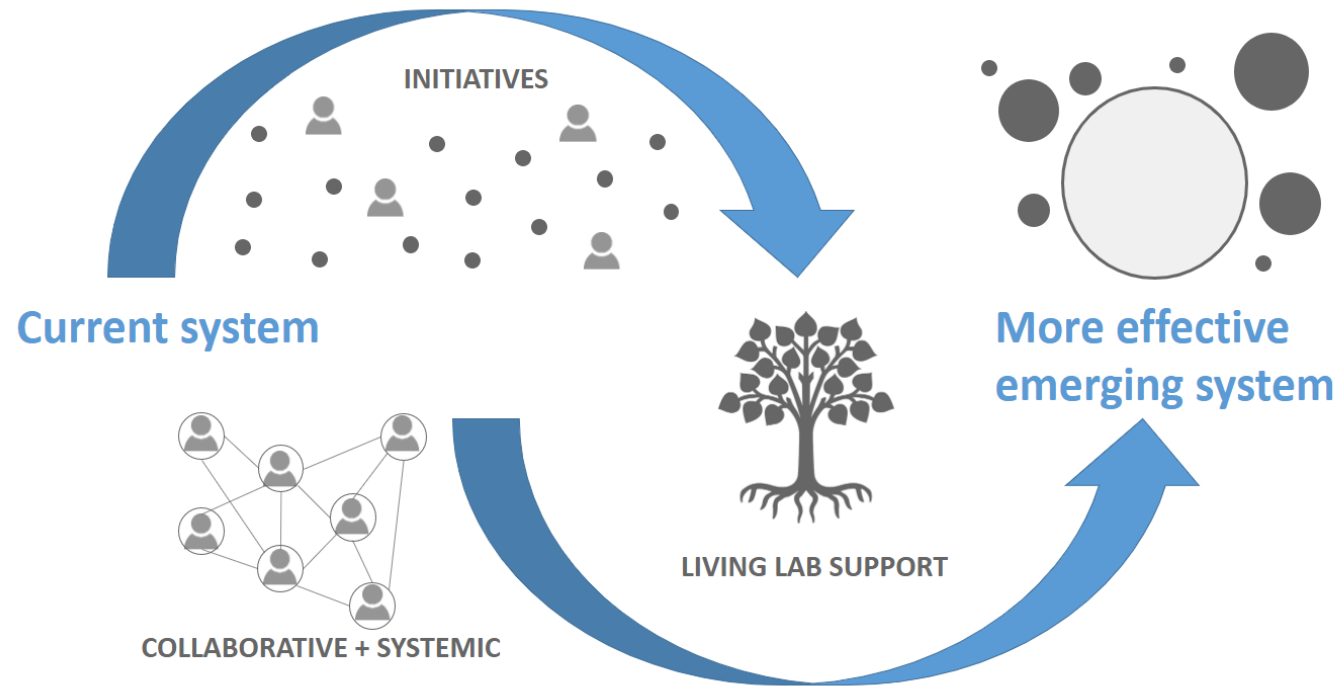 INITIATIVES
Current system
More effective
emerging system
LIVING LAB SUPPORT
COLLABORATIVE + SYSTEMIC